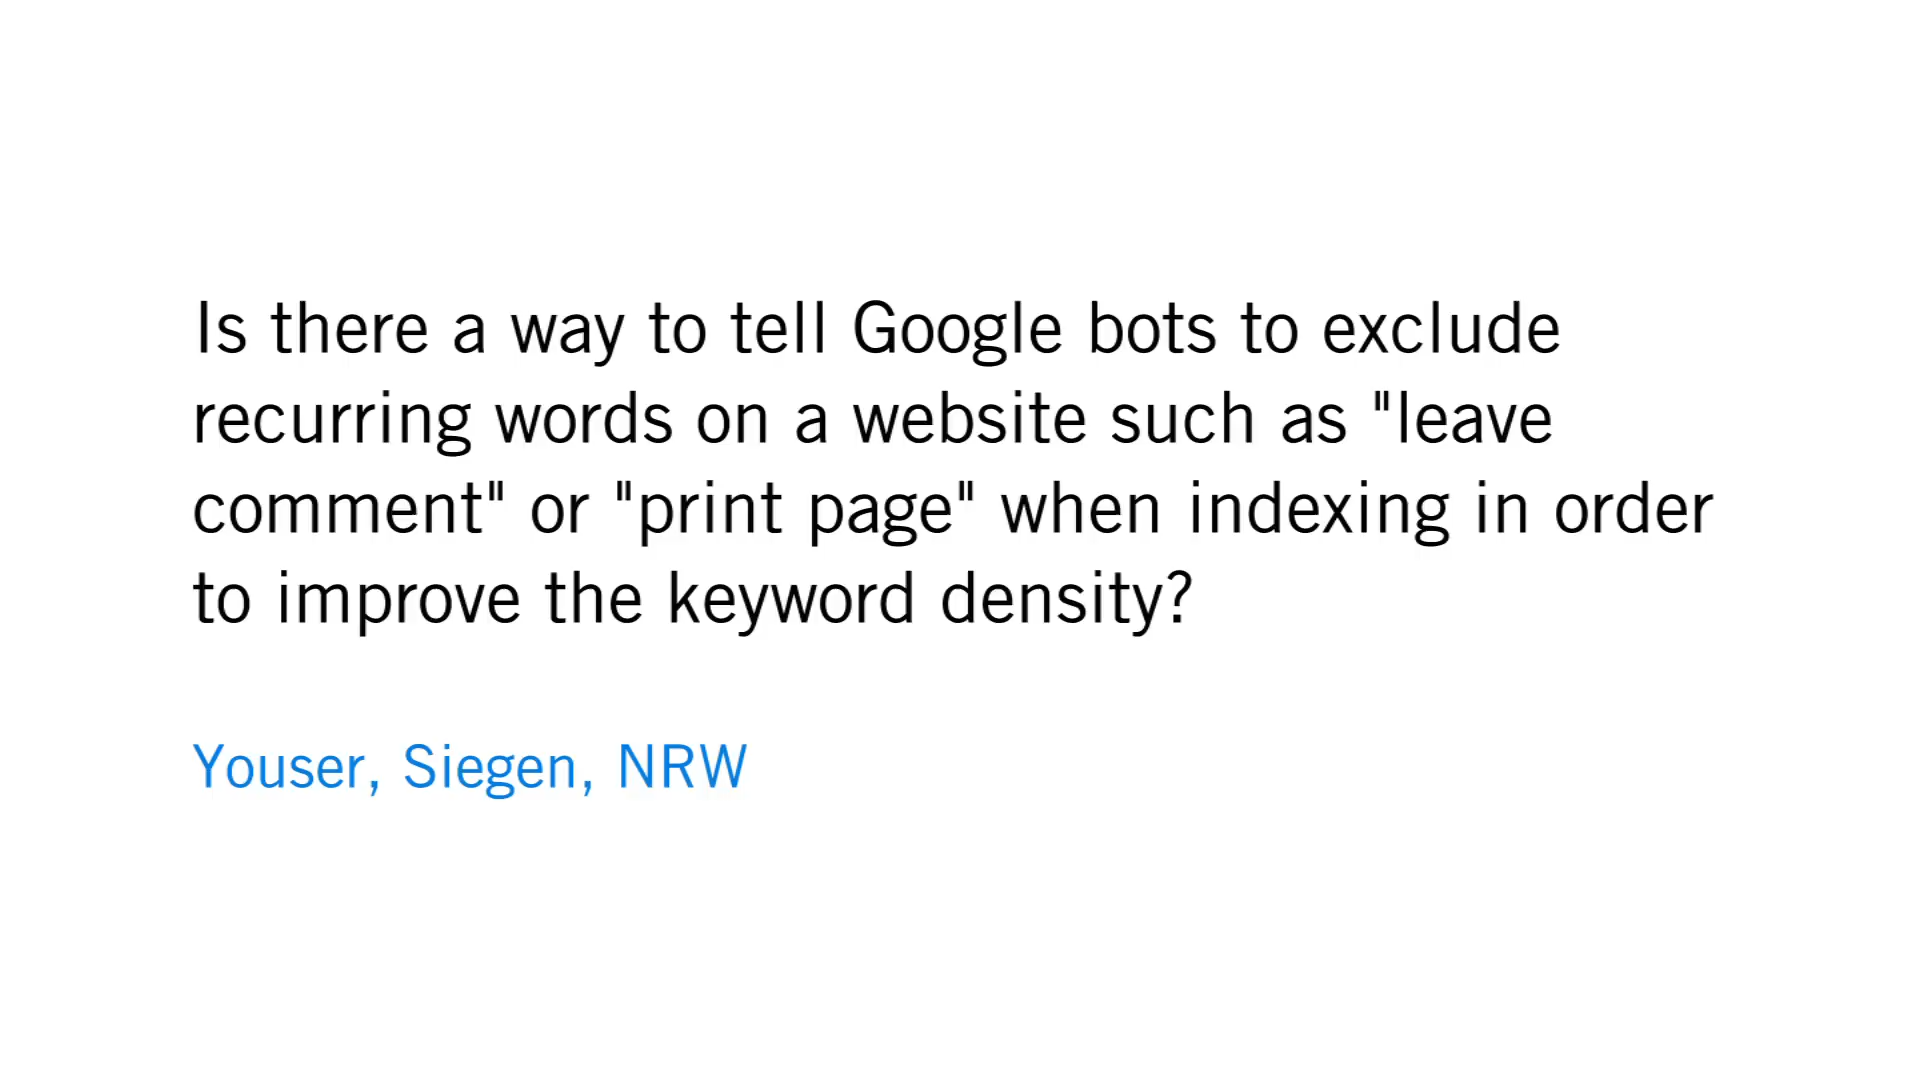 Is there a way to tell Google bots to exclude
recurring words on a website such as "leave
comment" or "print page" when indexing in order
to improve the keyword density?
Youser, Siegen, NRW